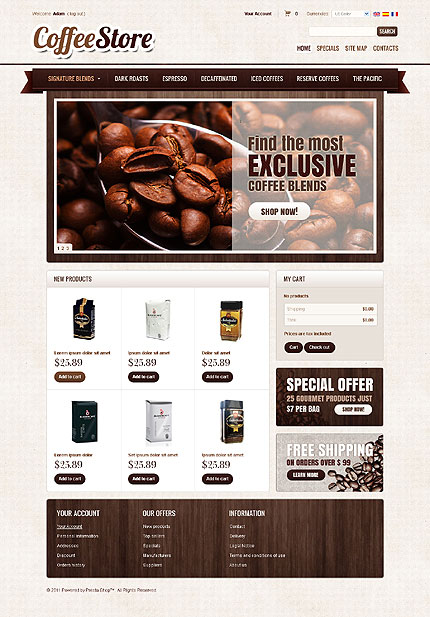 Welcome, Adam ( log out )
Your Account
0
Currencies:
CoffeeStore
SEARCH
HOME SPECIALS SITE MAP CONTACTS
SIGNATURE BLENDS DARK ROASTS ESPRESSO DECAFFEINATED ICED COFFEES RESERVE COFFEES THE PACIFIC
Find the most
EXCLUSIVE
COFFEE BLENDS
SHOP NOW!
1 2 3
NEW PRODUCTS
MY CART
No products
Shipping $0.00
Total $0.00
Prices are tax included
Cart Check out
Lorem ipsum dolor sit amet
Ipsum dolor sit amet
Dolor sit amet
$25.89 $25.89 $25.89
Add to cart Add to cart Add to cart
SPECIAL OFFER
25 GOURMET PRODUCTS JUST
$7 PER BAG
SHOP NOW!
Lorem ipsum dolor
Set ipsum dolor sit amet
Ipsum dolor sit amet
$25.89 $25.89 $25.89
Add to cart Add to cart Add to cart
FREE SHIPPING
ON ORDERS OVER $ 99
LEARN MORE
YOUR ACCOUNT OUR OFFERS INFORMATION
Your Account New products Contact
Personal information Top sellers Delivery
Addresses Specials Legal Notice
Discount Manufacturers Terms and conditions of use
Orders history Suppliers About us
© 2011 Powered by PrestaShop™. All Rights Reserved